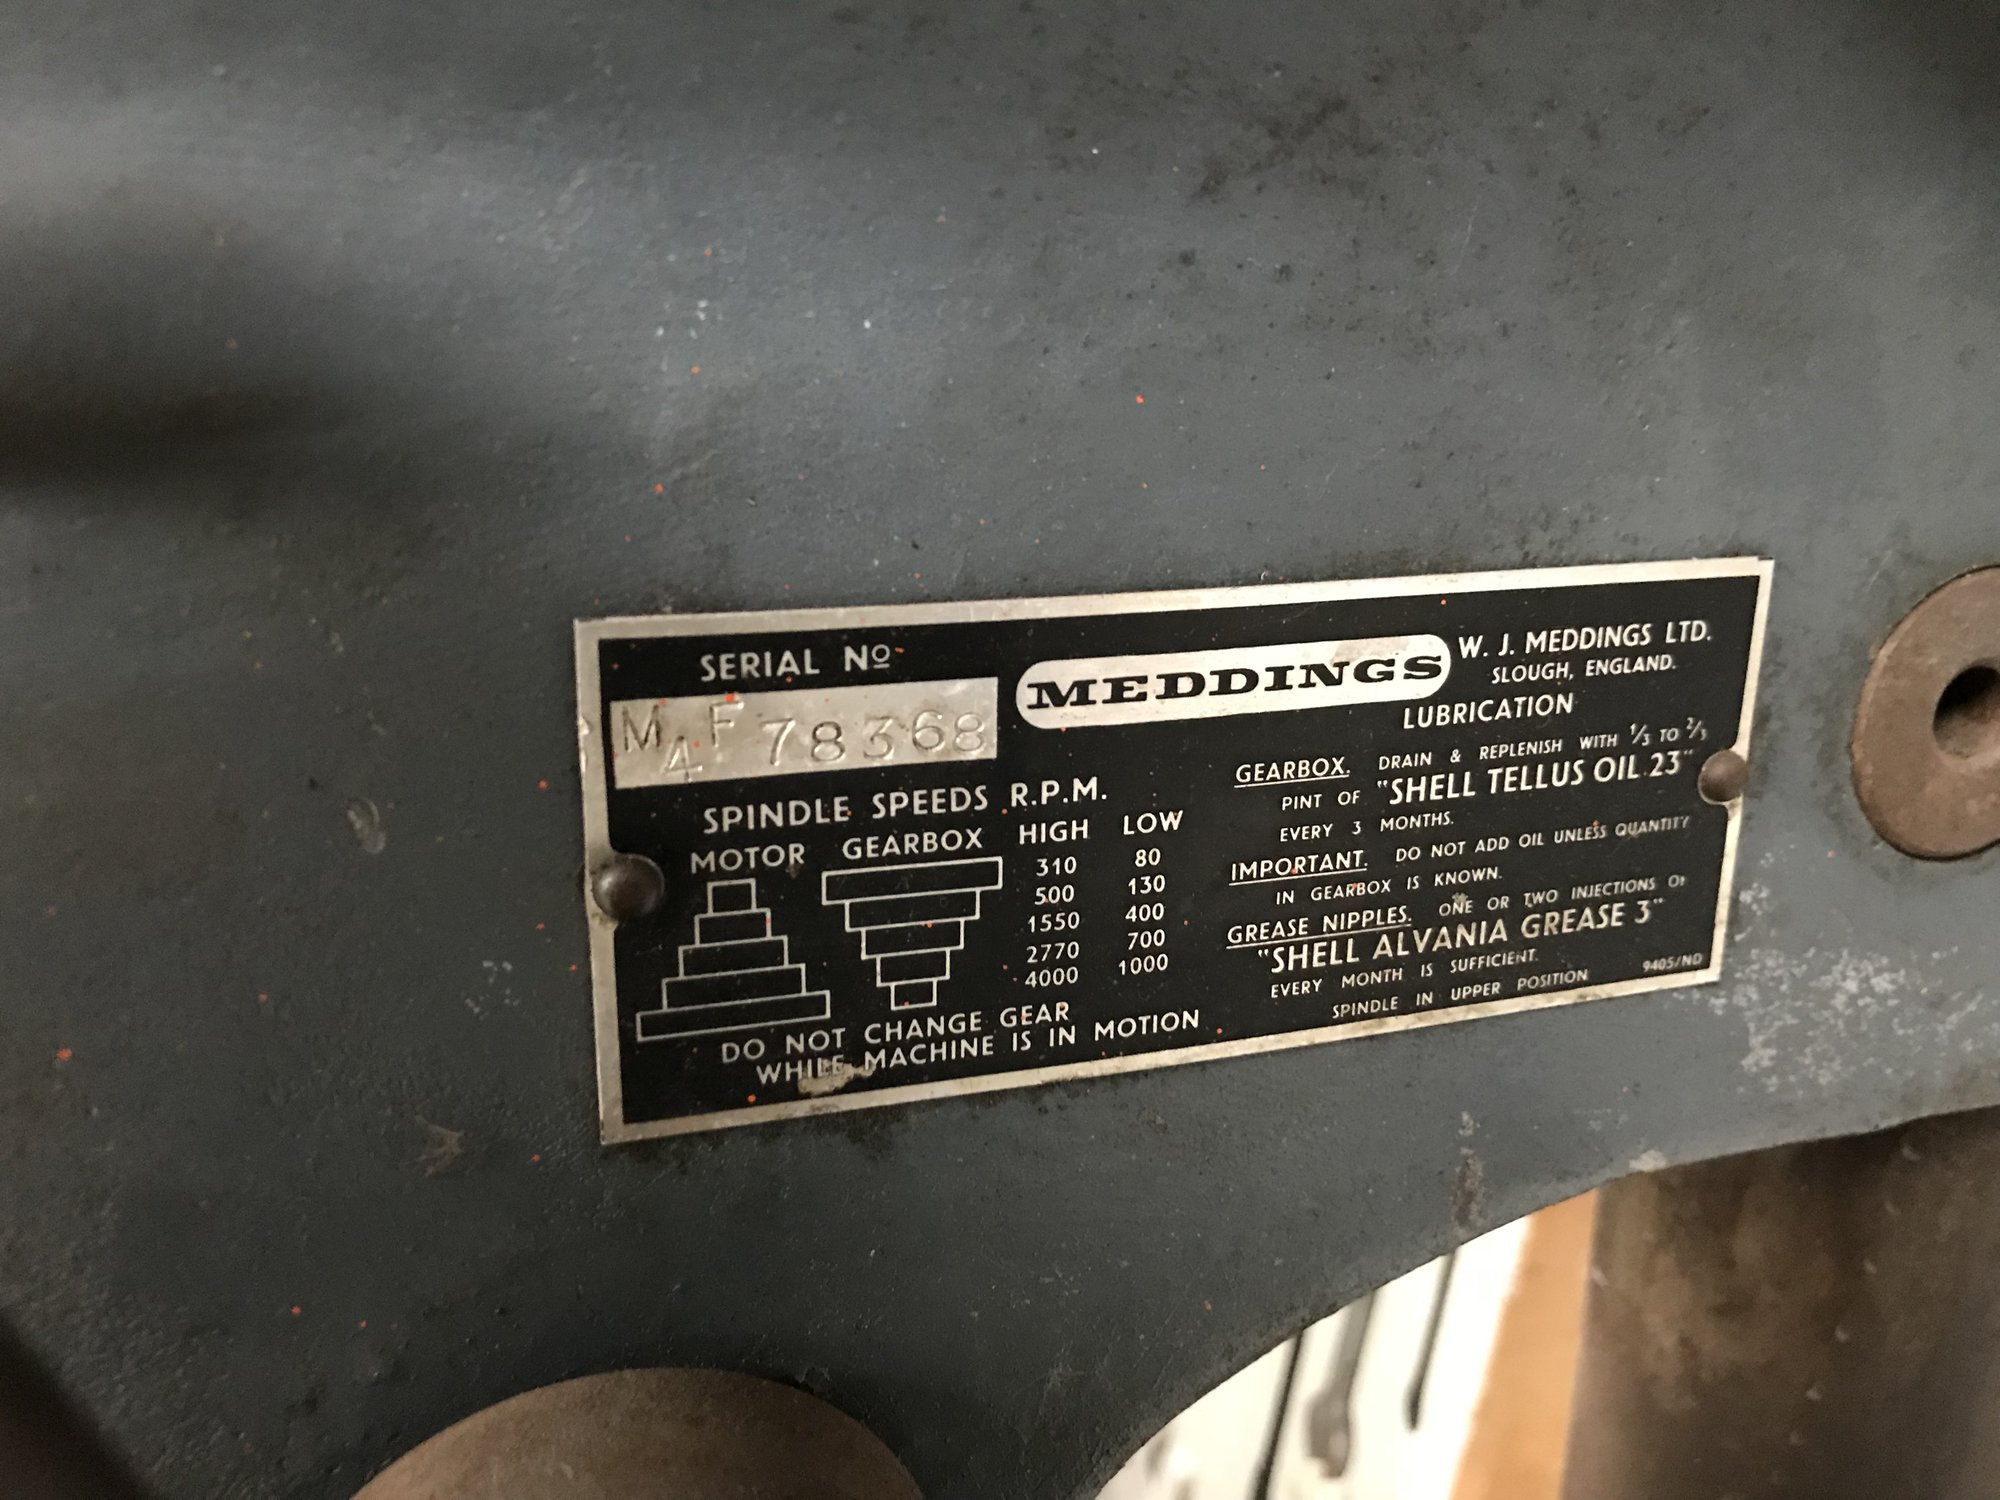 SERIAL Nº
M4F 78368
SPINDLE SPEEDS R.P.M.
MOTOR GEARBOX HIGH LOW
310 80
500 130
1550 400
2770 700
4000 1000
DO NOT CHANGE GEAR
WHILE MACHINE IS IN MOTION
MEDDINGS
W. J. MEDDINGS LTD.
SLOUGH, ENGLAND.
LUBRICATION
GEARBOX. DRAIN & REPLENISH WITH ⅓ TO ⅔
PINT OF "SHELL TELLUS OIL 23"
EVERY 3 MONTHS.
IMPORTANT. DO NOT ADD OIL UNLESS QUANTITY
IN GEARBOX IS KNOWN.
GREASE NIPPLES. ONE OR TWO INJECTIONS OF
"SHELL ALVANIA GREASE 3"
EVERY MONTH IS SUFFICIENT.
SPINDLE IN UPPER POSITION
9405/ND